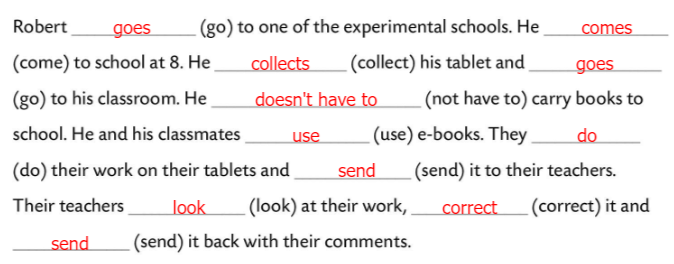 Robert goes (go) to one of the experimental schools. He comes
(come) to school at 8. He collects (collect) his tablet and goes
(go) to his classroom. He doesn't have to (not have to) carry books to
school. He and his classmates use (use) e-books. They do
(do) their work on their tablets and send (send) it to their teachers.
Their teachers look (look) at their work, correct (correct) it and
send (send) it back with their comments.